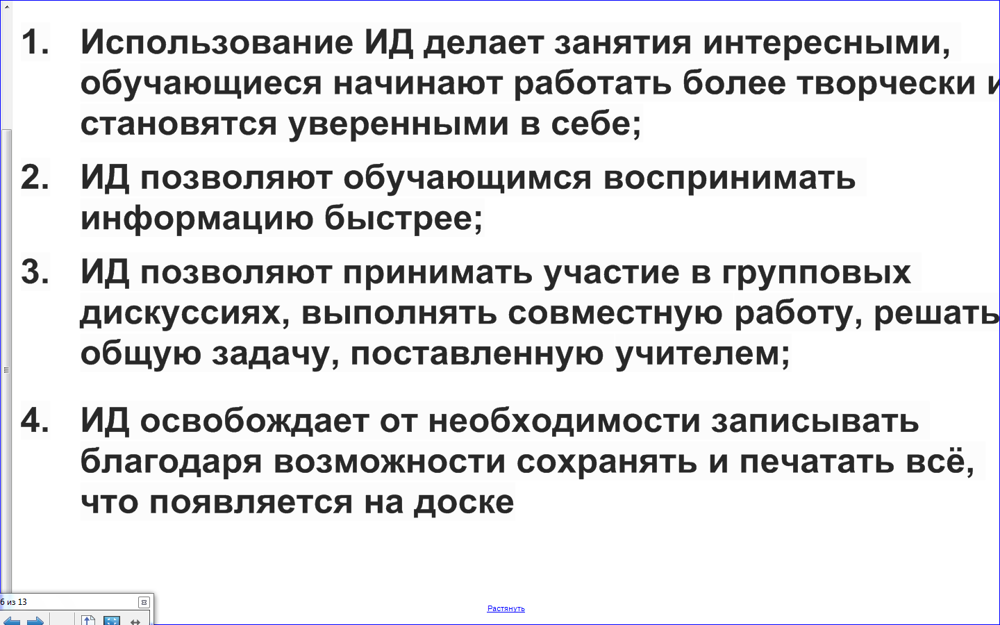 1. Использование ИД делает занятия интересными,
обучающиеся начинают работать более творчески и
становятся уверенными в себе;
2. ИД позволяют обучающимся воспринимать
информацию быстрее;
3. ИД позволяют принимать участие в групповых
дискуссиях, выполнять совместную работу, решать
общую задачу, поставленную учителем;
4. ИД освобождает от необходимости записывать
благодаря возможности сохранять и печатать всё,
что появляется на доске
6 из 13
Растянуть